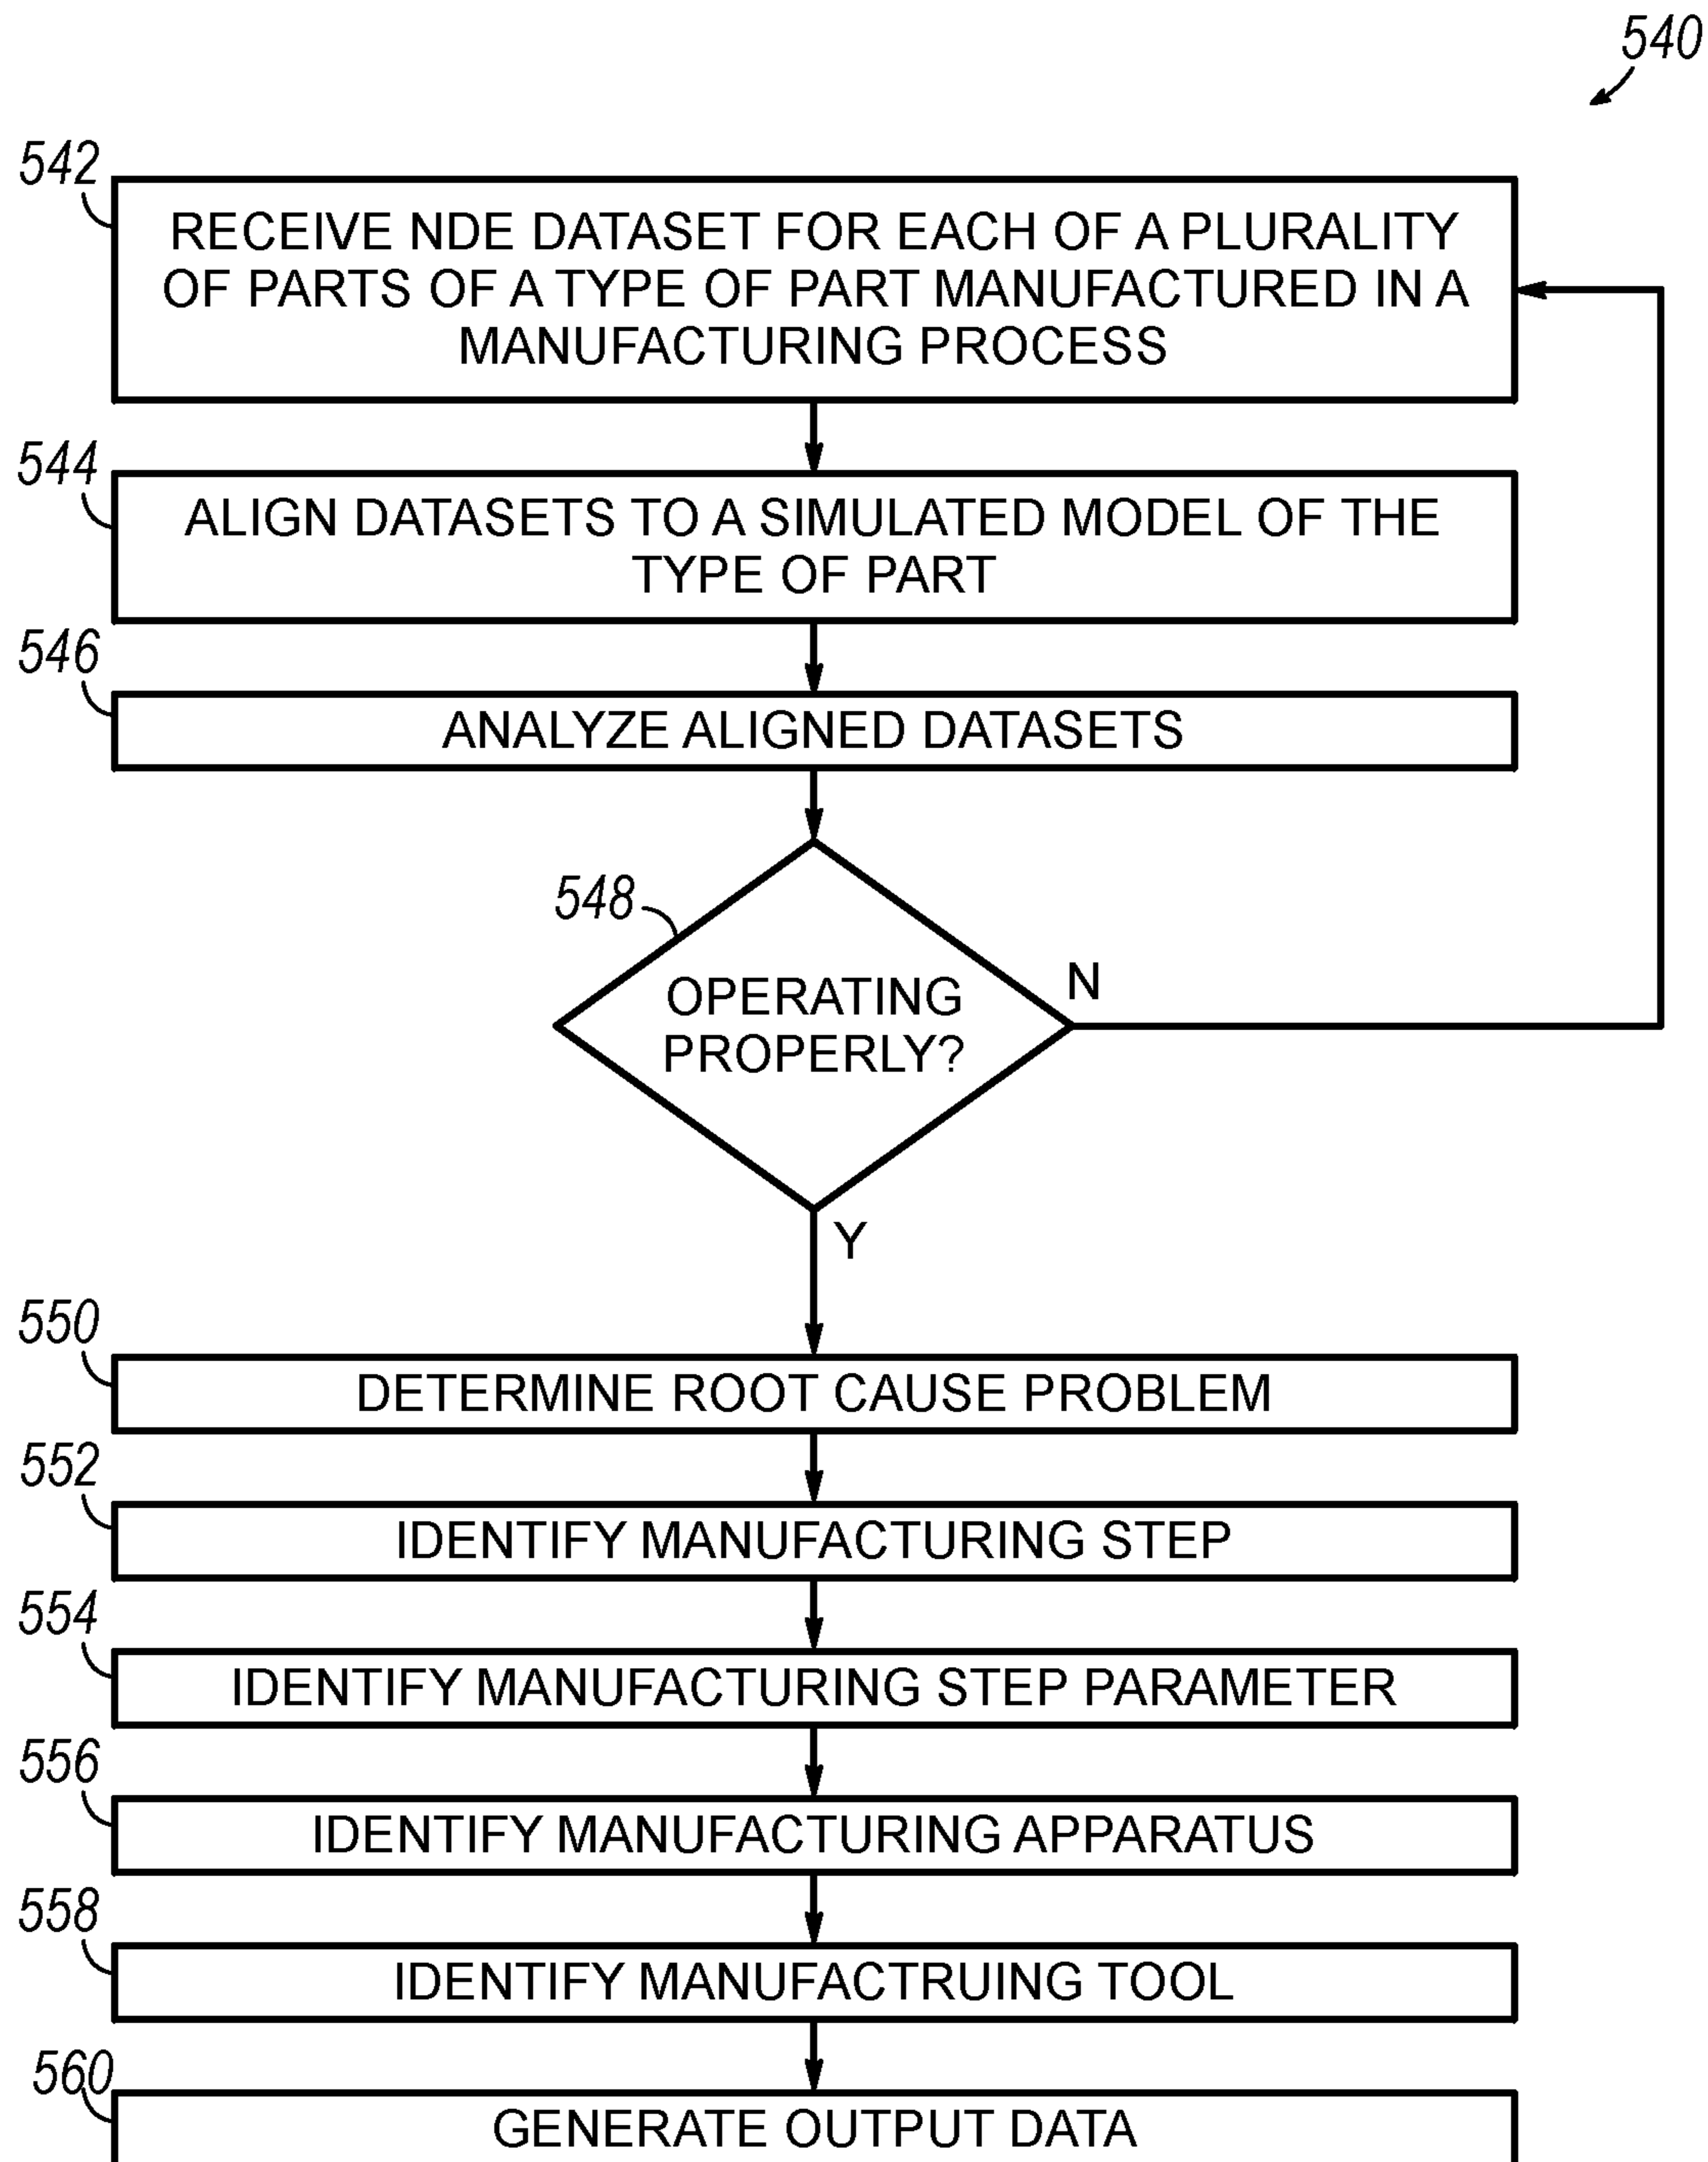 540
542
RECEIVE NDE DATASET FOR EACH OF A PLURALITY
OF PARTS OF A TYPE OF PART MANUFACTURED IN A
MANUFACTURING PROCESS
544
ALIGN DATASETS TO A SIMULATED MODEL OF THE
TYPE OF PART
546
ANALYZE ALIGNED DATASETS
548
OPERATING
PROPERLY?
N
Y
550
DETERMINE ROOT CAUSE PROBLEM
552
IDENTIFY MANUFACTURING STEP
554
IDENTIFY MANUFACTURING STEP PARAMETER
556
IDENTIFY MANUFACTURING APPARATUS
558
IDENTIFY MANUFACTRUING TOOL
560
GENERATE OUTPUT DATA